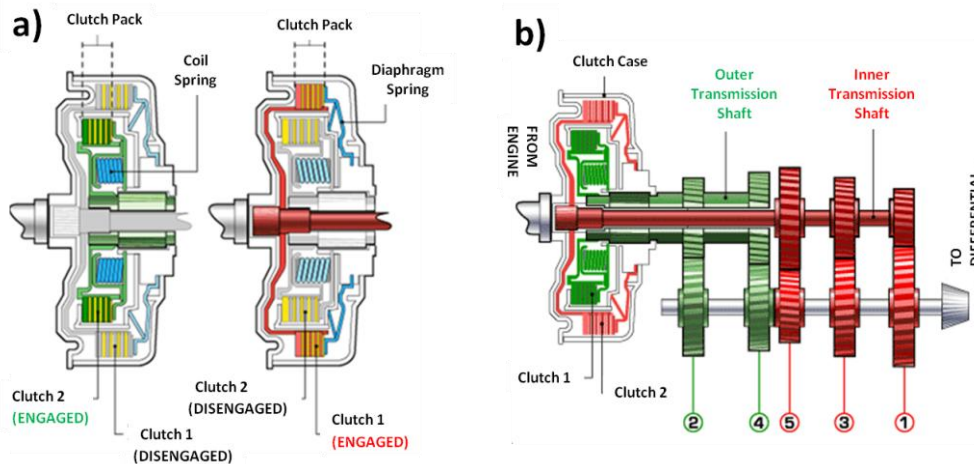 a)
Clutch Pack
Clutch Pack
Coil
Spring
Diaphragm
Spring
Clutch 2
(ENGAGED)
Clutch 1
(DISENGAGED)
Clutch 2
(DISENGAGED)
Clutch 1
(ENGAGED)
b)
Clutch Case
Outer
Transmission
Shaft
Inner
Transmission
Shaft
FROM
ENGINE
TO
DIFFERENTIAL
Clutch 1
Clutch 2
2
4
5
3
1